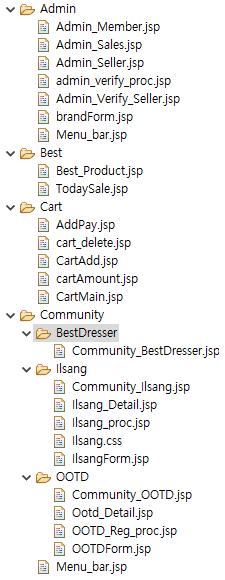 Admin
Admin_Member.jsp
Admin_Sales.jsp
Admin_Seller.jsp
admin_verify_proc.jsp
Admin_Verify_Seller.jsp
brandForm.jsp
Menu_bar.jsp
Best
Best_Product.jsp
TodaySale.jsp
Cart
AddPay.jsp
cart_delete.jsp
CartAdd.jsp
cartAmount.jsp
CartMain.jsp
Community
BestDresser
Community_BestDresser.jsp
Ilsang
Community_Ilsang.jsp
Ilsang_Detail.jsp
Ilsang_proc.jsp
Ilsang.css
IlsangForm.jsp
OOTD
Community_OOTD.jsp
Ootd_Detail.jsp
OOTD_Reg_proc.jsp
OOTDForm.jsp
Menu_bar.jsp